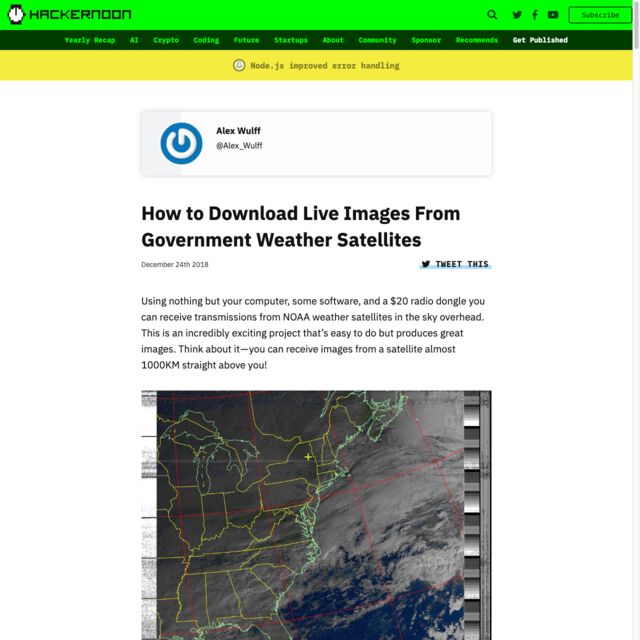 HACKERNOON
Subscribe
Yearly Recap AI Crypto Coding Future Startups About Community Sponsor Recommends Get Published
Node.js improved error handling
Alex Wulff
@Alex_Wulff
How to Download Live Images From
Government Weather Satellites
December 24th 2018
TWEET THIS
Using nothing but your computer, some software, and a $20 radio dongle you
can receive transmissions from NOAA weather satellites in the sky overhead.
This is an incredibly exciting project that’s easy to do but produces great
images. Think about it—you can receive images from a satellite almost
1000KM straight above you!